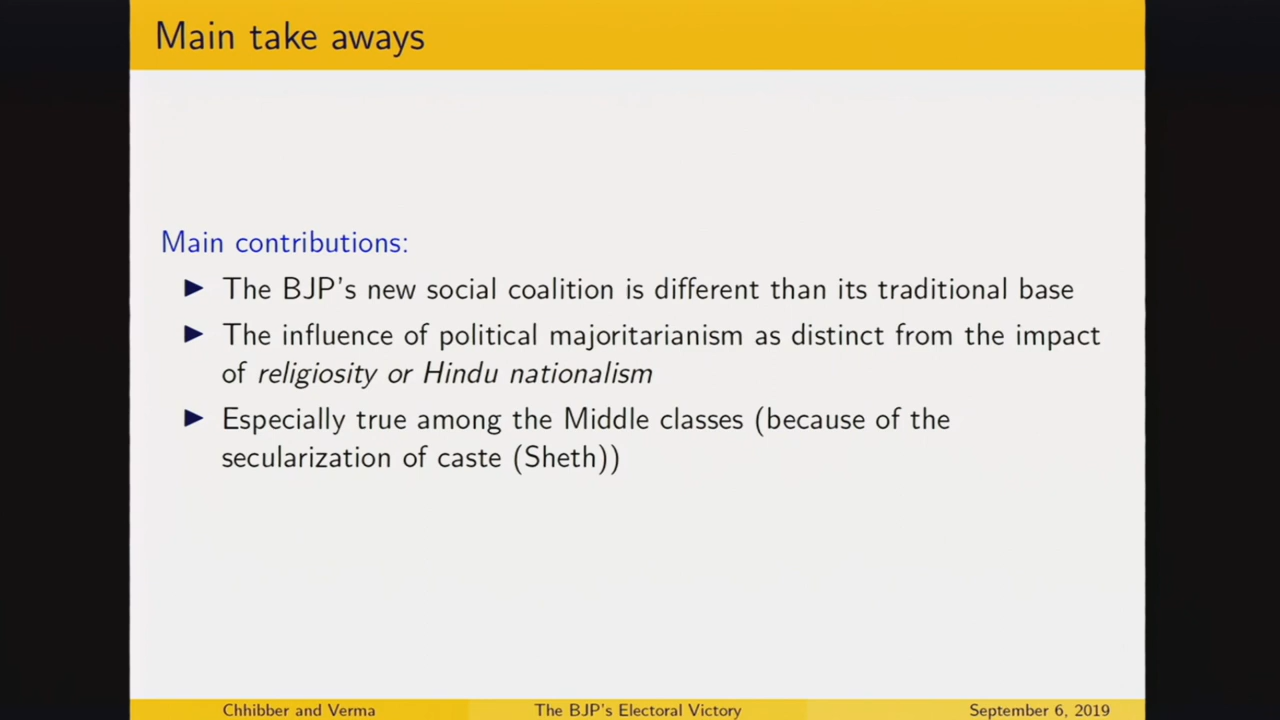 Main take aways
Main contributions:
The BJP's new social coalition is different than its traditional base
The influence of political majoritarianism as distinct from the impact
of religiosity or Hindu nationalism
Especially true among the Middle classes (because of the
secularization of caste (Sheth))
Chhibber and Verma
The BJP's Electoral Victory
September 6, 2019